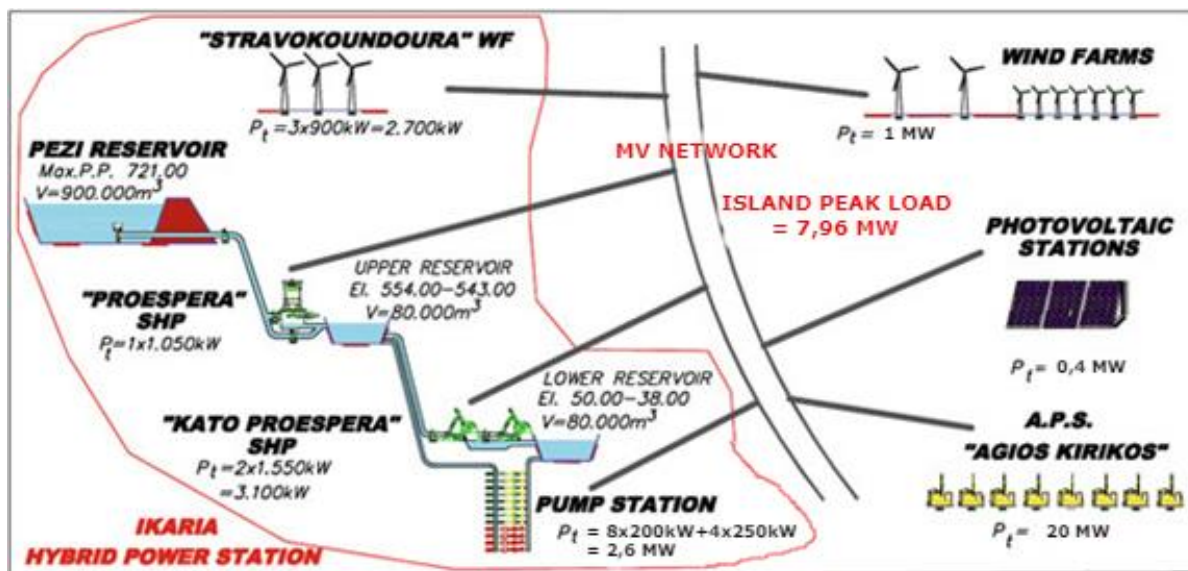 "STRAVOKOUNDOURA" WF
Pt = 3x900kW=2.700kW
PEZI RESERVOIR
Max.P.P. 721.00
V=900.000m³
"PROESPERA"
SHP
Pt=1x1.050kW
UPPER RESERVOIR
El. 554.00-543.00
V=80.000m³
LOWER RESERVOIR
El. 50.00-38.00
V=80.000m³
"KATO PROESPERA"
SHP
Pt=2x1.550kW
=3.100kW
PUMP STATION
Pt = 8x200kW+4x250kW
= 2,6 MW
IKARIA
HYBRID POWER STATION
MV NETWORK
ISLAND PEAK LOAD
= 7,96 MW
WIND FARMS
Pt = 1 MW
PHOTOVOLTAIC
STATIONS
Pt = 0,4 MW
A.P.S.
"AGIOS KIRIKOS"
Pt = 20 MW